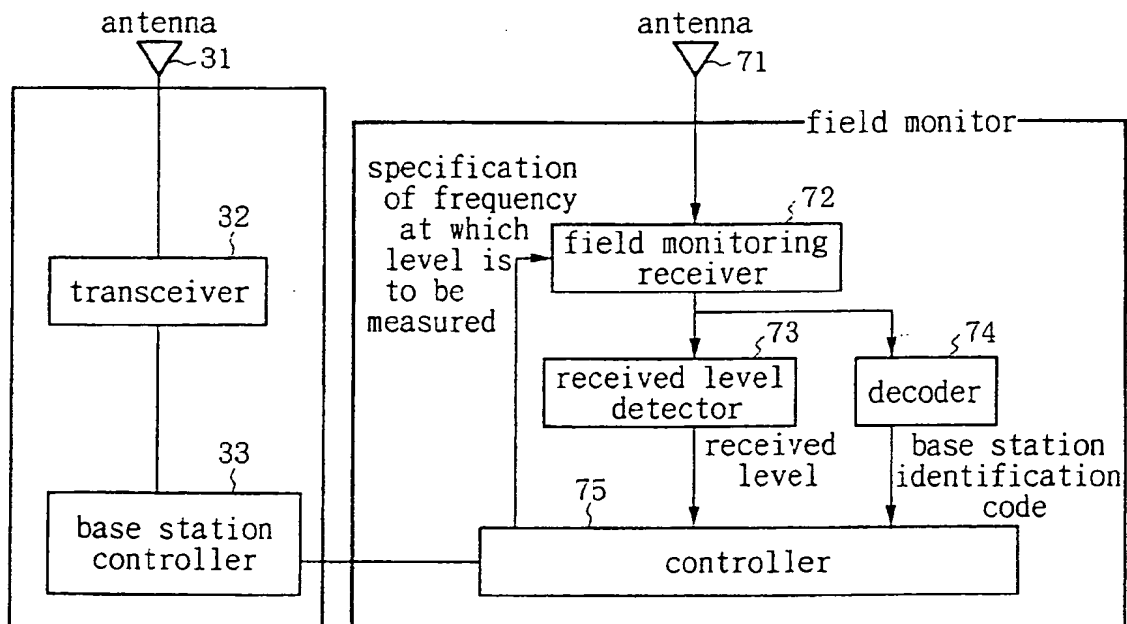 antenna
31
antenna
71
field monitor
specification
of frequency
at which
level is
to be
measured
72
field monitoring
receiver
32
transceiver
73
received level
detector
74
decoder
received
level
base station
identification
code
33
base station
controller
75
controller